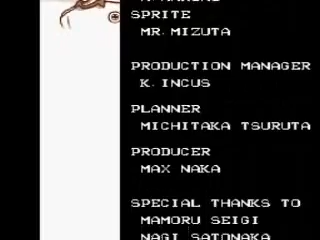 SPRITE
MR.MIZUTA
PRODUCTION MANAGER
K.INCUS
PLANNER
MICHITAKA TSURUTA
PRODUCER
MAX NAKA
SPECIAL THANKS TO
MAMORU SEIGI
NAGI SATONAKA